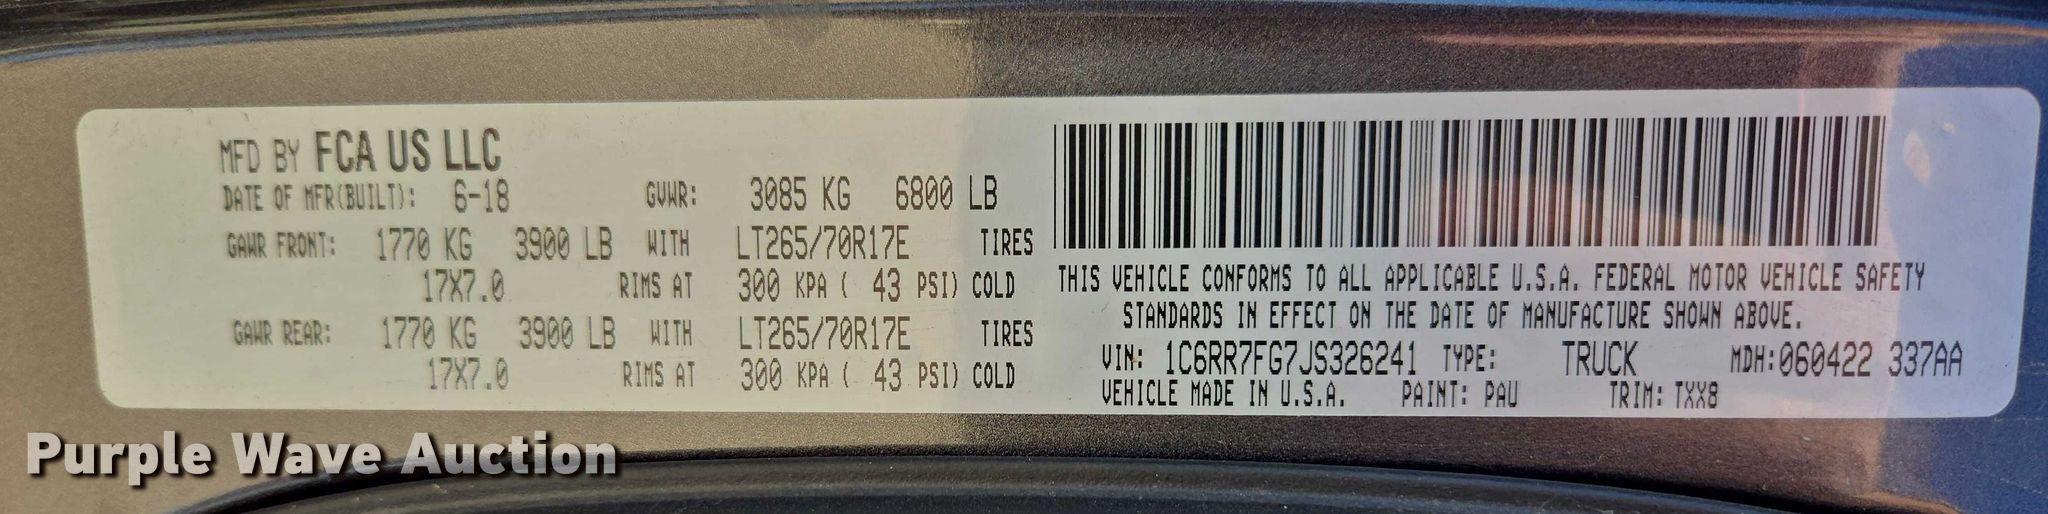 MFD BY FCA US LLC
DATE OF MFR(BUILT): 6-18 GVWR: 3085 KG 6800 LB
GAWR FRONT: 1770 KG 3900 LB WITH LT265/70R17E TIRES
17X7.0 RIMS AT 300 KPA ( 43 PSI) COLD
GAWR REAR: 1770 KG 3900 LB WITH LT265/70R17E TIRES
17X7.0 RIMS AT 300 KPA ( 43 PSI) COLD
THIS VEHICLE CONFORMS TO ALL APPLICABLE U.S.A. FEDERAL MOTOR VEHICLE SAFETY
STANDARDS IN EFFECT ON THE DATE OF MANUFACTURE SHOWN ABOVE.
VIN: 1C6RR7FG7JS326241 TYPE: TRUCK MDH:060422 337AA
VEHICLE MADE IN U.S.A. PAINT: PAU TRIM: TXX8
Purple Wave Auction